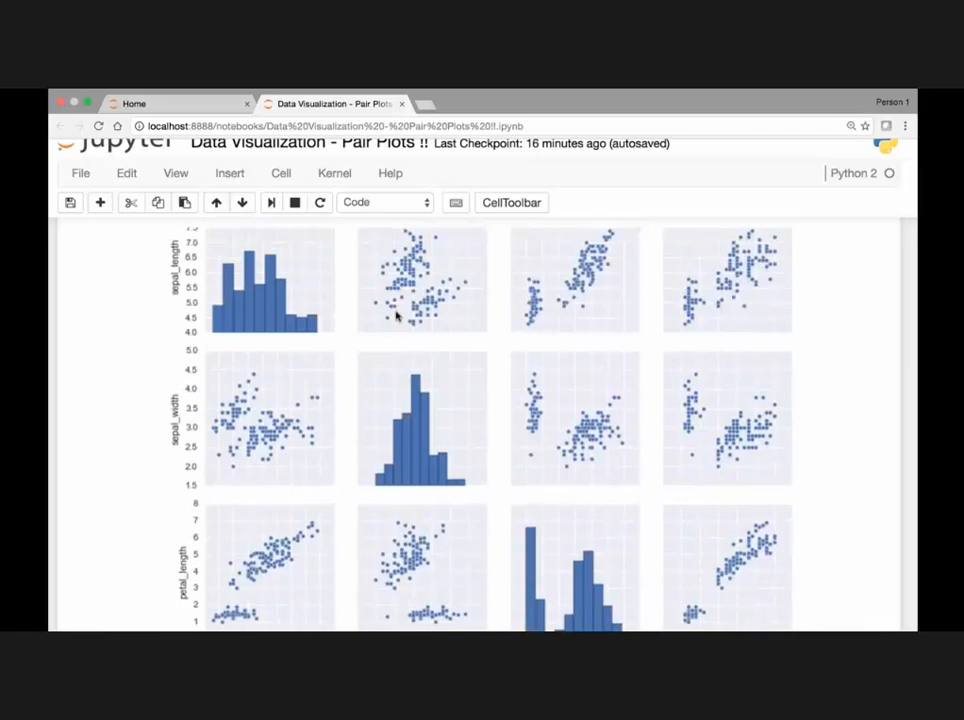 Home
Data Visualization - Pair Plots
Person 1
localhost:8888/notebooks/Data%20Visualization%20-%20Pair%20Plots%20!!.ipynb
jupyter Data Visualization - Pair Plots !! Last Checkpoint: 16 minutes ago (autosaved)
File Edit View Insert Cell Kernel Help Python 2
Code CellToolbar
sepal_length
7.5
7.0
6.5
6.0
5.5
5.0
4.5
4.0
sepal_width
5.0
4.5
4.0
3.5
3.0
2.5
2.0
1.5
petal_length
8
7
6
5
4
3
2
1